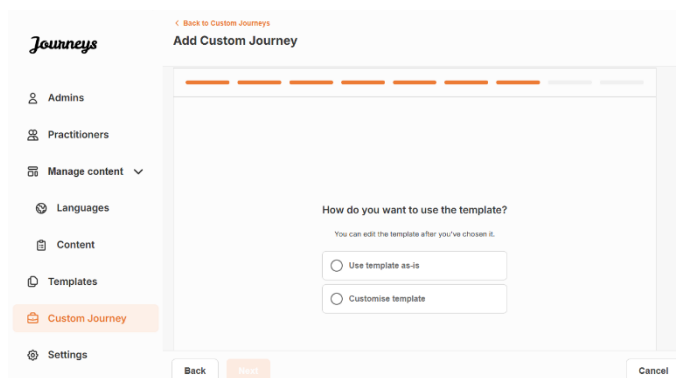 Journeys
Admins
Practitioners
Manage content
Languages
Content
Templates
Custom Journey
Settings
< Back to Custom Journeys
Add Custom Journey
How do you want to use the template?
You can edit the template after you've chosen it.
Use template as-is
Customise template
Back
Next
Cancel